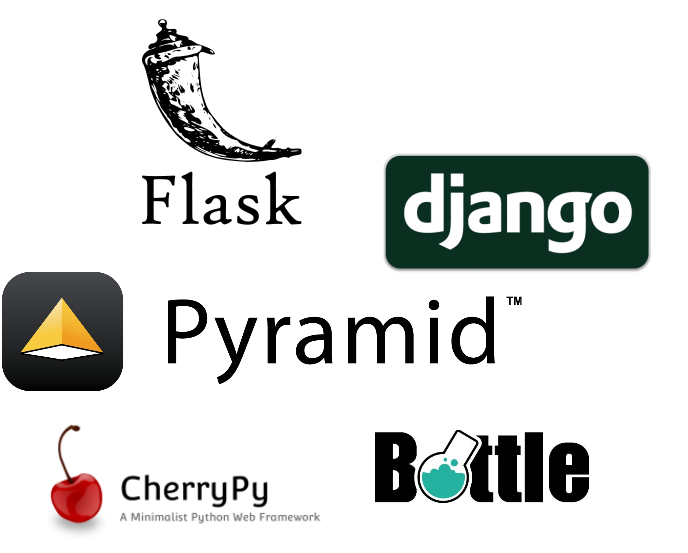 Flask
django
Pyramid™
CherryPy
A Minimalist Python Web Framework
Bottle